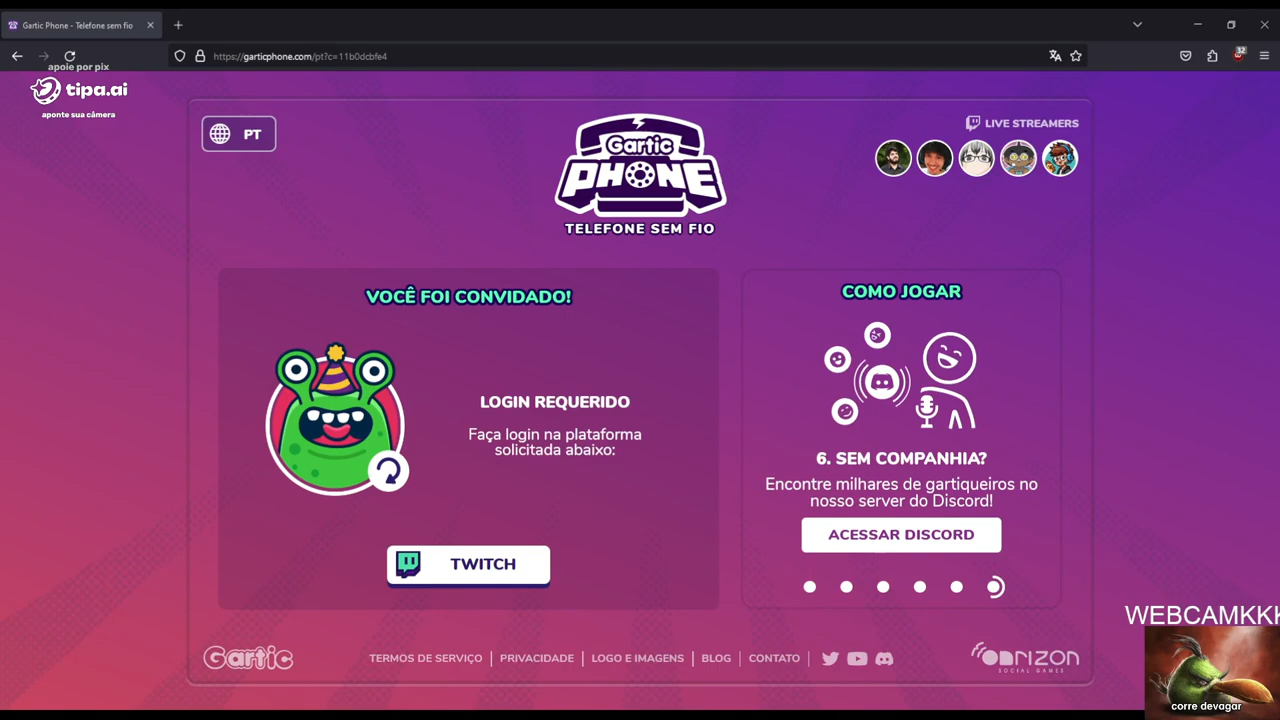 Gartic Phone - Telefone sem fio
https://garticphone.com/pt?c=11b0dcbfe4
32
apoie por pix
tipa.ai
aponte sua câmera
PT
Gartic
PHONE
TELEFONE SEM FIO
LIVE STREAMERS
VOCÊ FOI CONVIDADO!
LOGIN REQUERIDO
Faça login na plataforma
solicitada abaixo:
TWITCH
COMO JOGAR
6. SEM COMPANHIA?
Encontre milhares de gartiqueiros no
nosso server do Discord!
ACESSAR DISCORD
Gartic
TERMOS DE SERVIÇO
PRIVACIDADE
LOGO E IMAGENS
BLOG
CONTATO
ONRIZON
SOCIAL GAMES
WEBCAMKKK
corre devagar